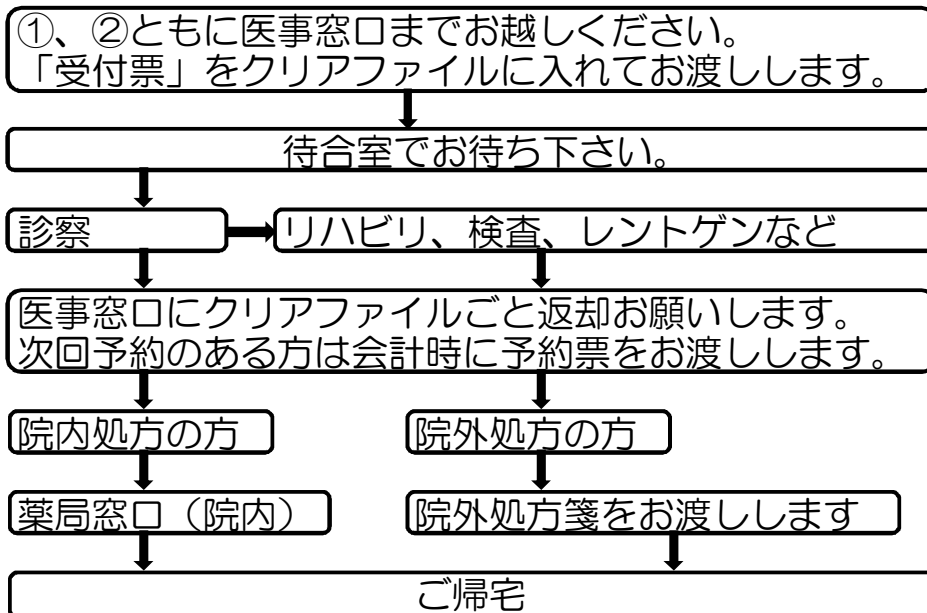 ①、②ともに医事窓口までお越しください。
「受付票」をクリアファイルに入れてお渡しします。
待合室でお待ち下さい。
診察
リハビリ、検査、レントゲンなど
医事窓口にクリアファイルごと返却お願いします。
次回予約のある方は会計時に予約票をお渡しします。
院内処方の方
院外処方の方
薬局窓口（院内）
院外処方箋をお渡しします
ご帰宅